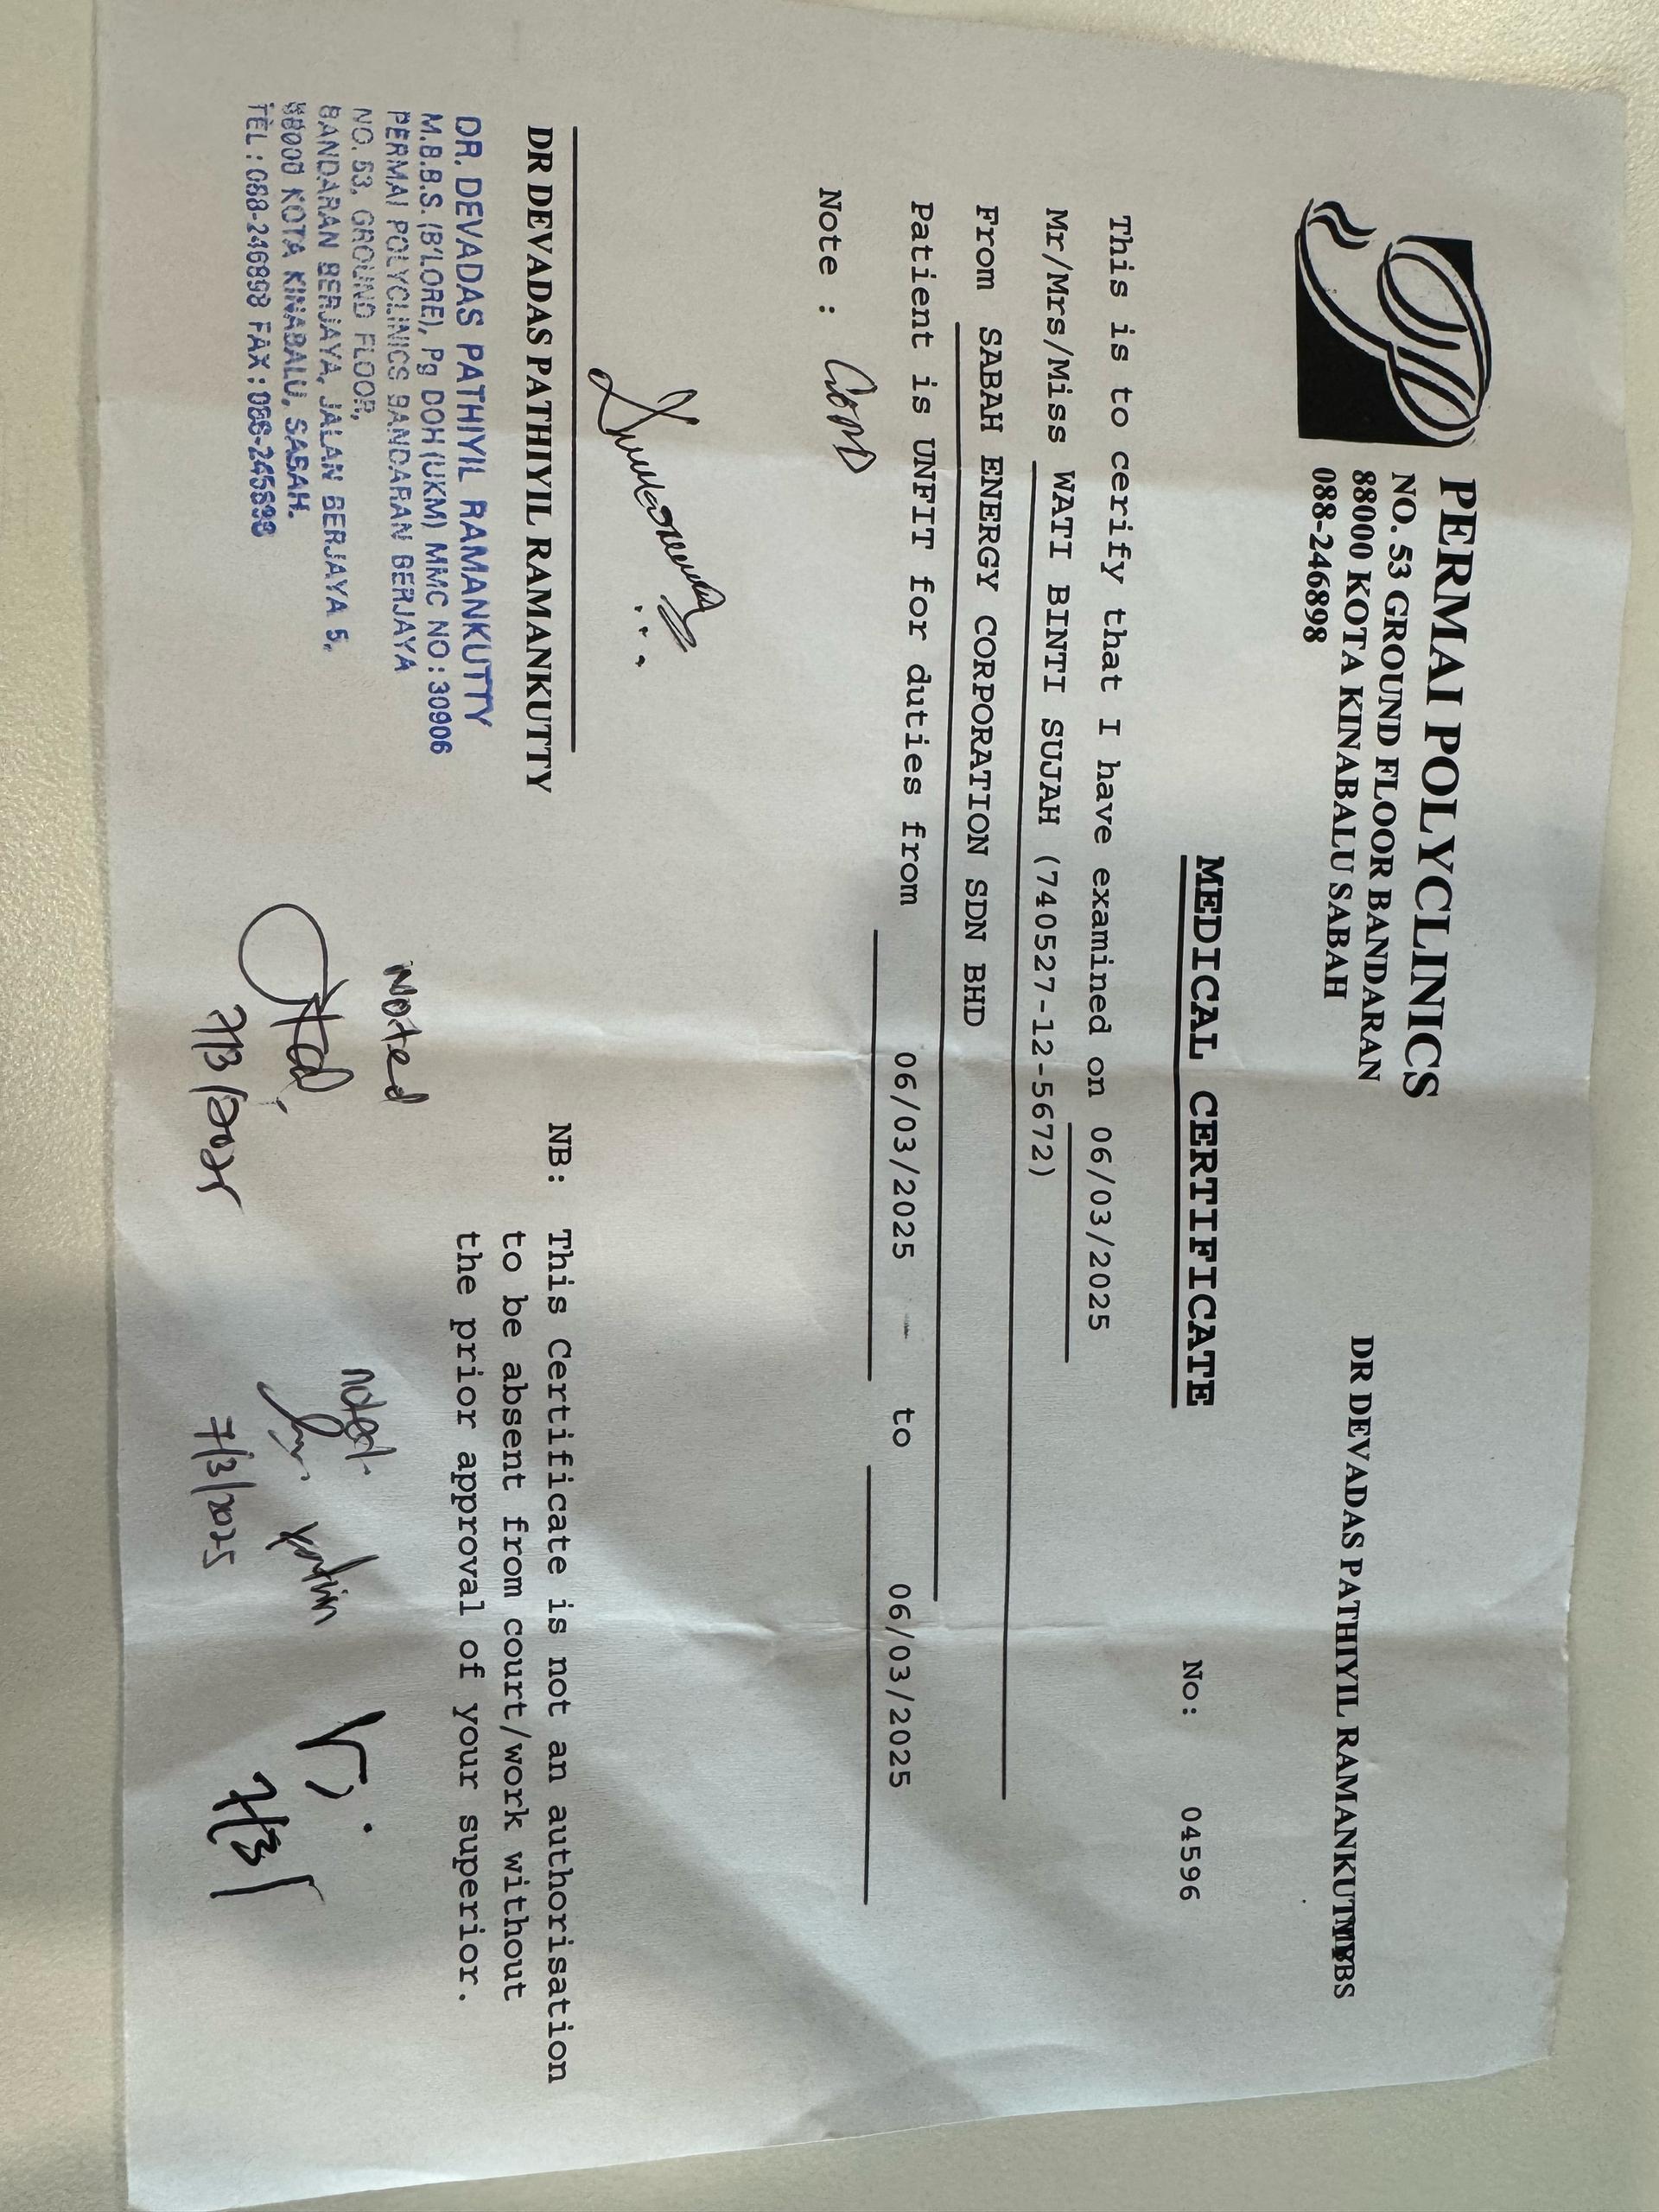 PERMAI POLYCLINICS
NO. 53 GROUND FLOOR BANDARAN
88000 KOTA KINABALU SABAH
088-246898
DR DEVADAS PATHIYIL RAMANKUTTY MBBS
MEDICAL CERTIFICATE
No: 04596
This is to cerify that I have examined on 06/03/2025
Mr/Mrs/Miss WATI BINTI SUJAH (740527-12-5672)
From SABAH ENERGY CORPORATION SDN BHD
Patient is UNFIT for duties from 06/03/2025 - to 06/03/2025
Note :
DR DEVADAS PATHIYIL RAMANKUTTY
DR. DEVADAS PATHIYIL RAMANKUTTY
M.B.B.S. (B'LORE), Pg DOH (UKM) MMC NO : 30906
PERMAI POLYCLINICS BANDARAN BERJAYA
NO. 53, GROUND FLOOR,
BANDARAN BERJAYA, JALAN BERJAYA 5,
88000 KOTA KINABALU, SABAH.
TEL : 088-246898 FAX :
NB: This Certificate is not an authorisation
to be absent from court/work without
the prior approval of your superior.
Noted
7/3/2025
noted
7/3/2025
7/3/